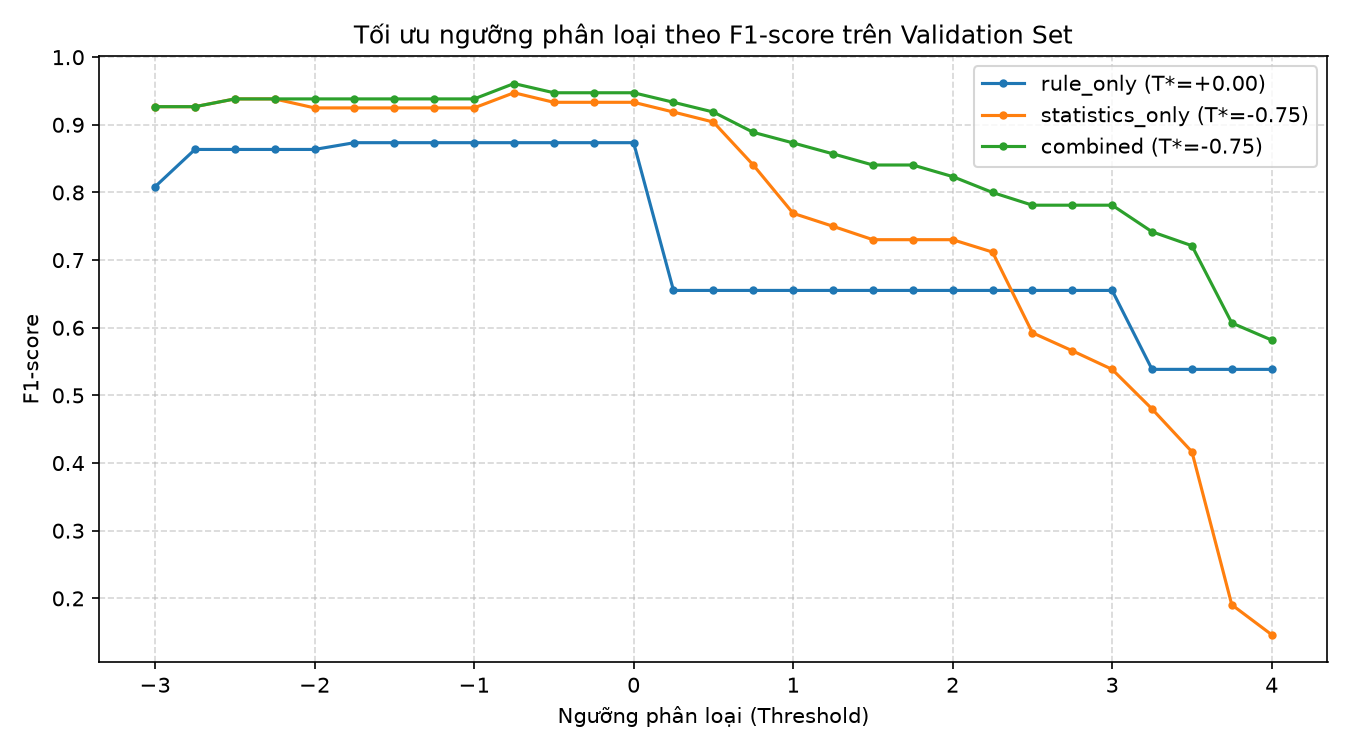 Tối ưu ngưỡng phân loại theo F1-score trên Validation Set
rule_only (T*=+0.00)
statistics_only (T*=-0.75)
combined (T*=-0.75)
F1-score
1.0
0.9
0.8
0.7
0.6
0.5
0.4
0.3
0.2
−3 −2 −1 0 1 2 3 4
Ngưỡng phân loại (Threshold)